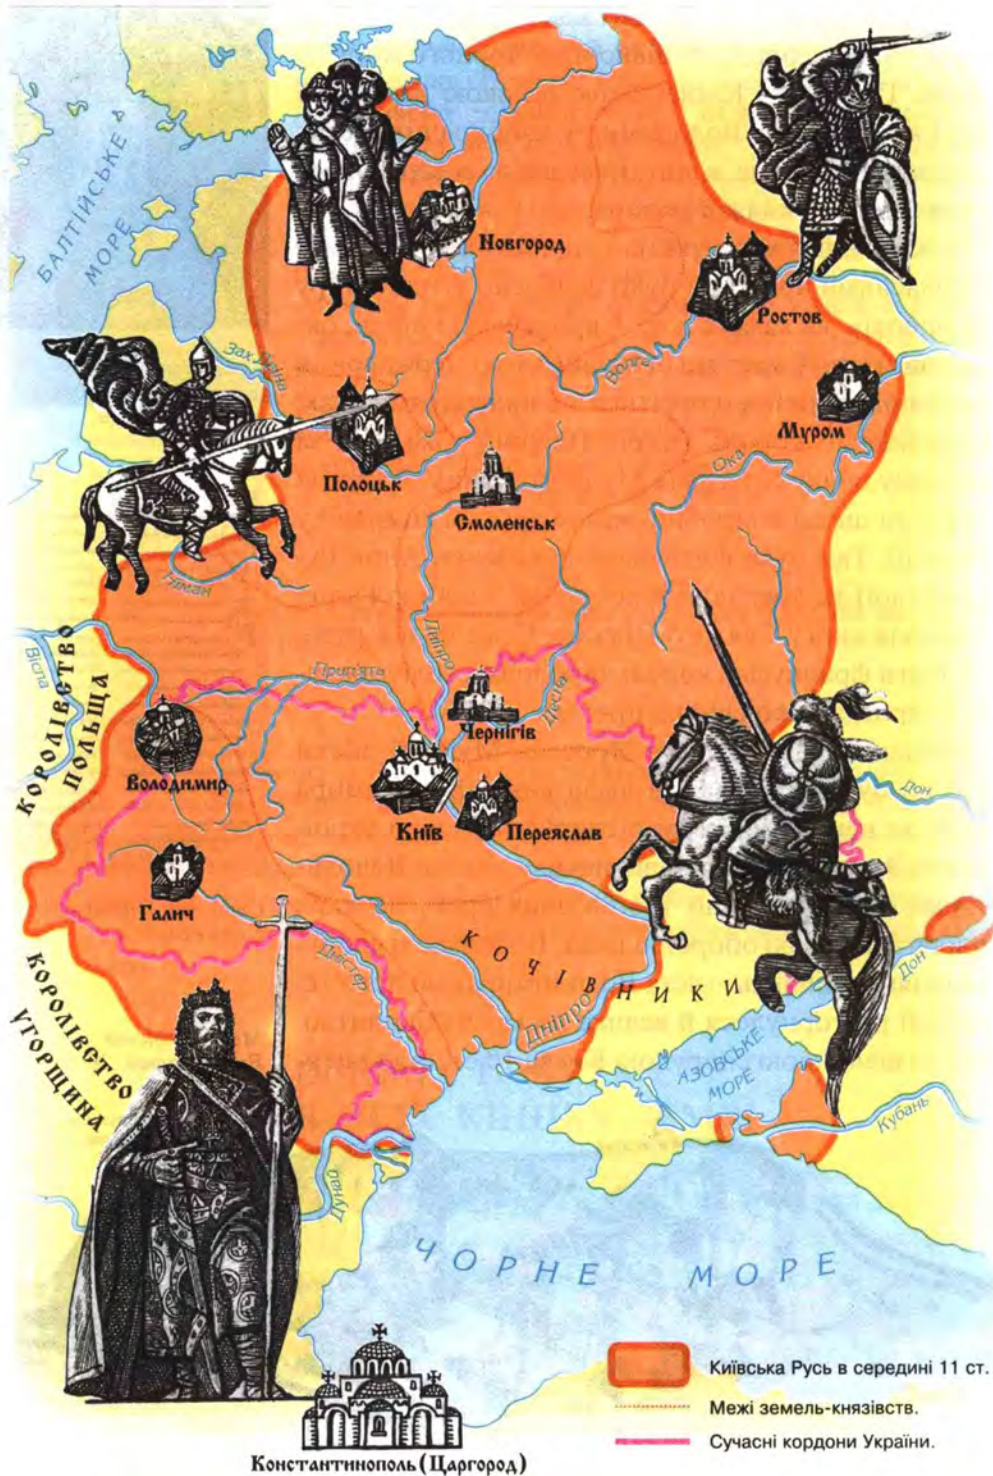 БАЛТІЙСЬКЕ
МОРЕ
Новгород
Ростов
Зах. Двіна
Волга
Муром
Полоцьк
Ока
Смоленськ
Німан
Вісла
КОРОЛІВСТВО
ПОЛЬЩА
Прип'ять
Дніпро
Десна
Чернігів
Володимир
Київ
Переяслав
Дон
Галич
КОЧІВНИКИ
Дністер
Дон
КОРОЛІВСТВО
УГОРЩИНА
Дніпро
АЗОВСЬКЕ
МОРЕ
Кубань
Дунай
ЧОРНЕ МОРЕ
Київська Русь в середині 11 ст.
Межі земель-князівств.
Сучасні кордони України.
Константинополь (Царгород)